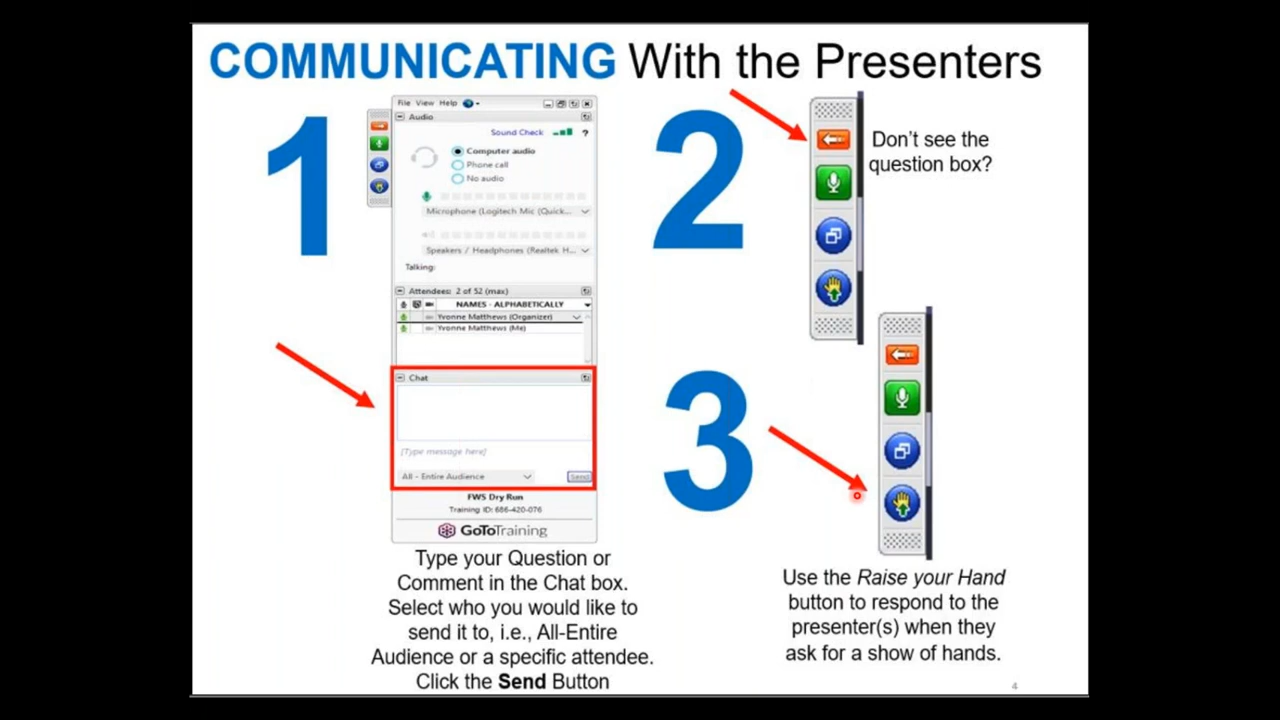 COMMUNICATING With the Presenters
1
File View Help
Audio
Sound Check ?
Computer audio
Phone call
No audio
Microphone (Logitech Mic (Quick...
Speakers / Headphones (Realtek H...
Talking:
Attendees: 2 of 52 (max)
NAMES - ALPHABETICALLY
Yvonne Matthews (Organizer)
Yvonne Matthews (Me)
Chat
[Type message here]
All - Entire Audience
Send
FWS Dry Run
Training ID: 686-420-076
GoToTraining
Type your Question or
Comment in the Chat box.
Select who you would like to
send it to, i.e., All-Entire
Audience or a specific attendee.
Click the Send Button
2
Don't see the
question box?
3
Use the Raise your Hand
button to respond to the
presenter(s) when they
ask for a show of hands.
4